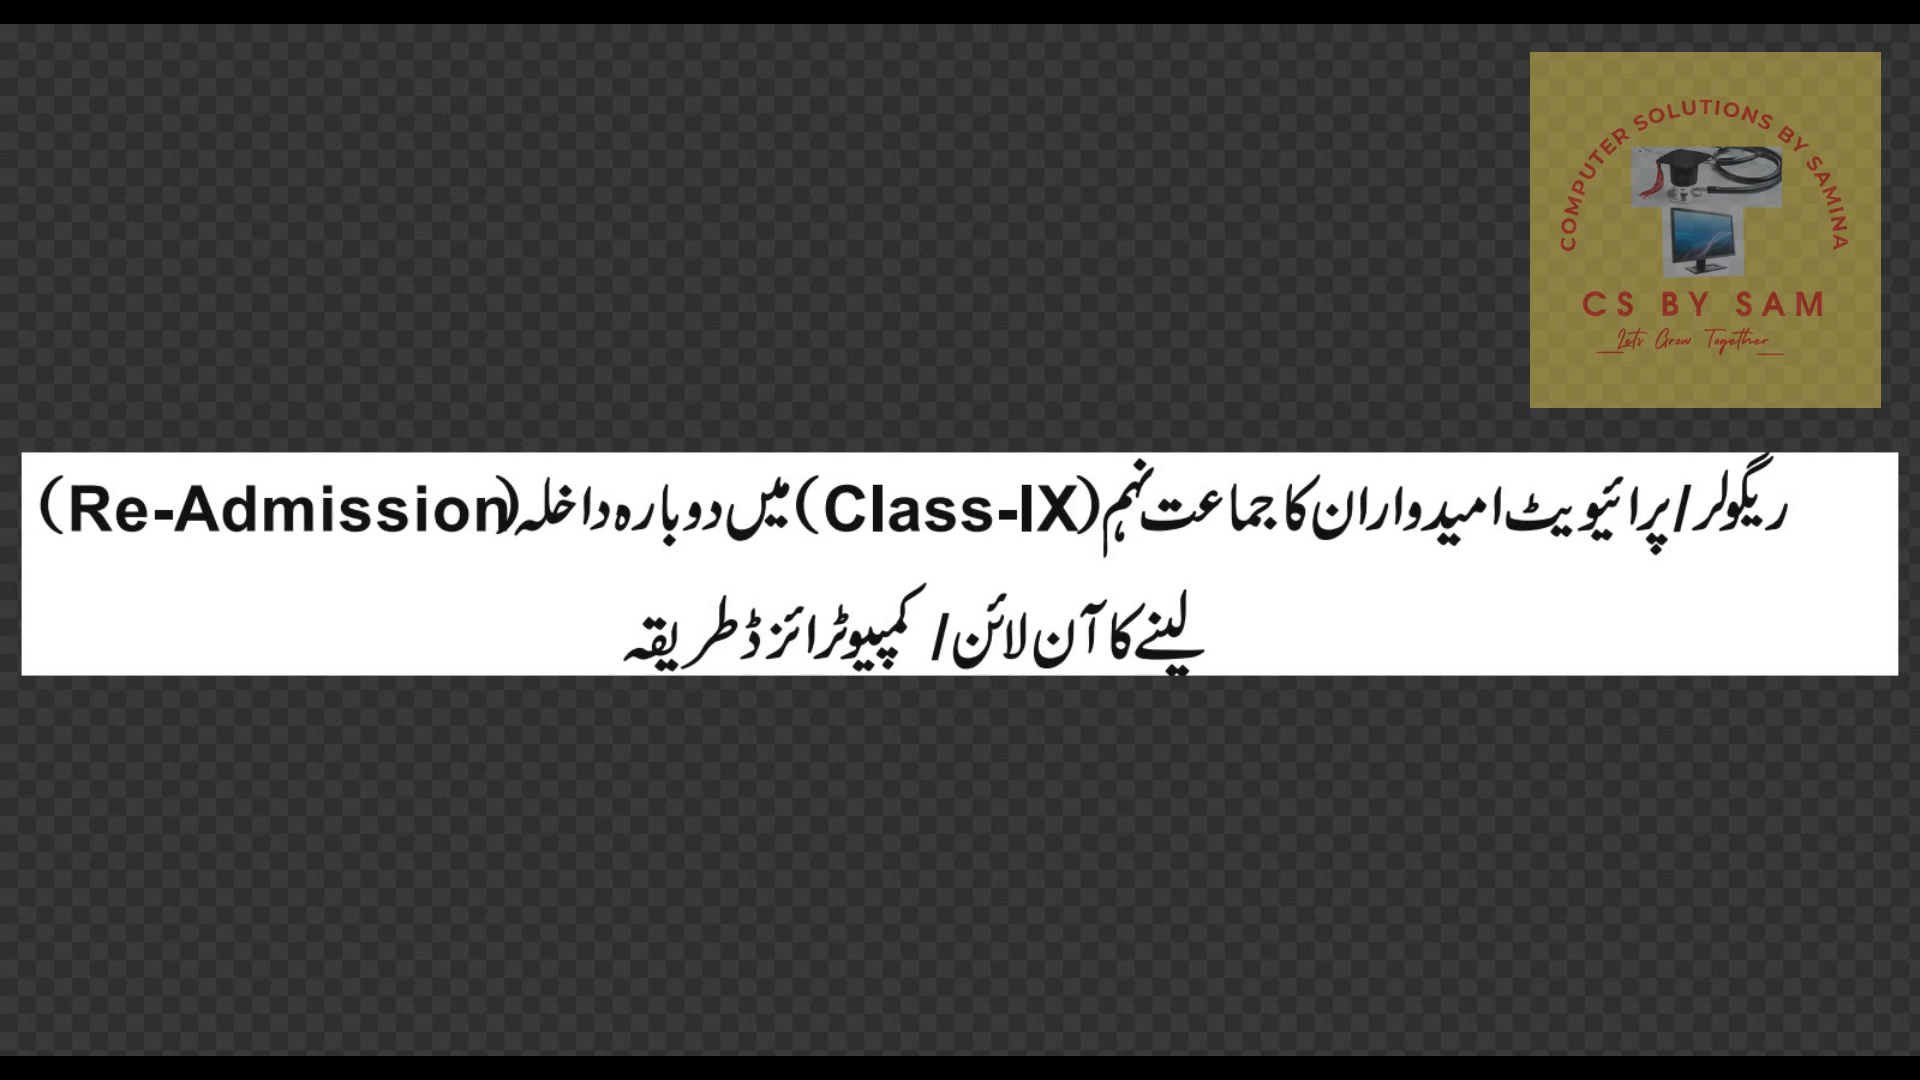 COMPUTER SOLUTIONS BY SAMINA
CS BY SAM
Let's Grow Together
ریگولر/پرائیویٹ امیدواران کا جماعت نہم (Class-IX) میں دوبارہ داخلہ (Re-Admission)
لینے کا آن لائن/ کمپیوٹرائزڈ طریقہ